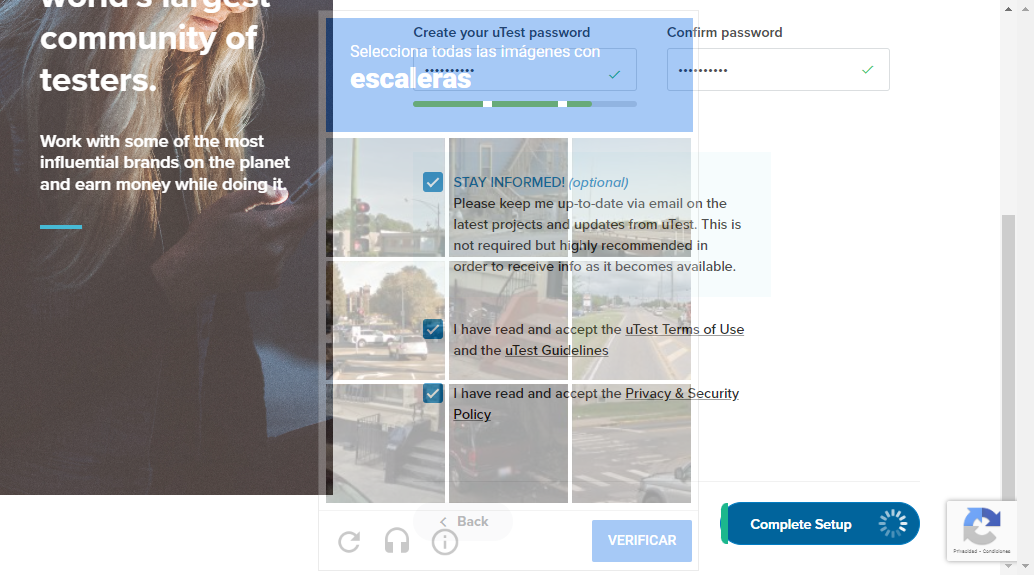 world's largest
community of
testers.
Work with some of the most
influential brands on the planet
and earn money while doing it.
Create your uTest password
Confirm password
Selecciona todas las imágenes con
escaleras
••••••••••
••••••••••
STAY INFORMED! (optional)
Please keep me up-to-date via email on the
latest projects and updates from uTest. This is
not required but highly recommended in
order to receive info as it becomes available.
I have read and accept the uTest Terms of Use
and the uTest Guidelines
I have read and accept the Privacy & Security
Policy
Back
VERIFICAR
Complete Setup
Privacidad - Condiciones